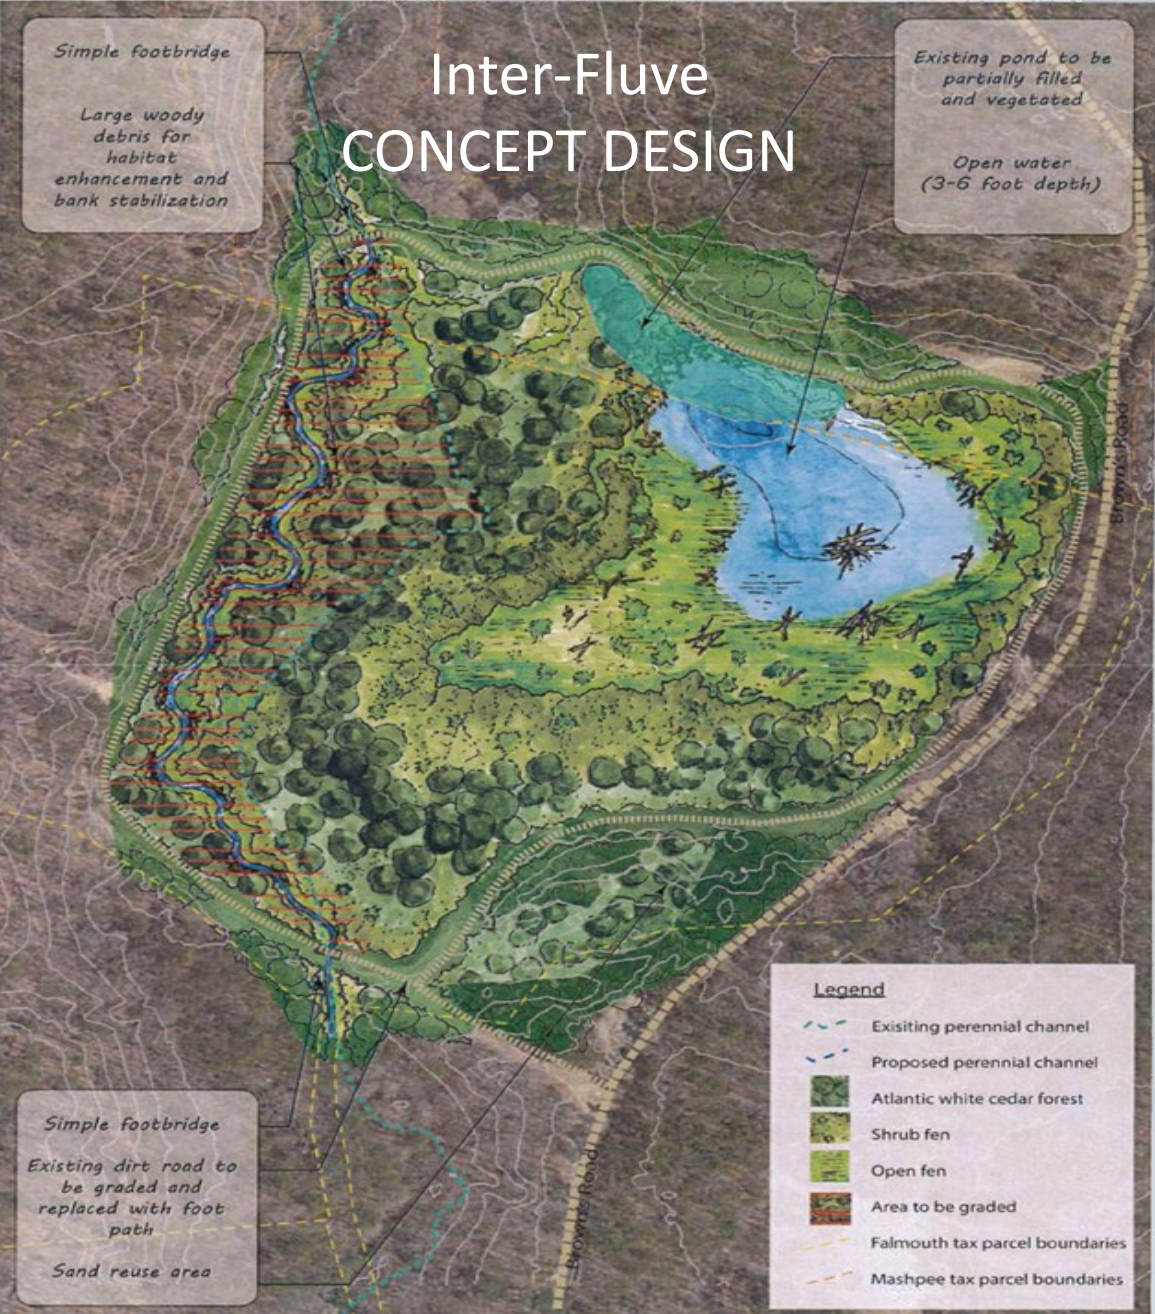 Inter-Fluve
CONCEPT DESIGN
Simple footbridge
Large woody
debris for
habitat
enhancement and
bank stabilization
Existing pond to be
partially filled
and vegetated
Open water
(3-6 foot depth)
Browns Road
Simple footbridge
Existing dirt road to
be graded and
replaced with foot
path
Sand reuse area
Browns Road
Legend
Exisiting perennial channel
Proposed perennial channel
Atlantic white cedar forest
Shrub fen
Open fen
Area to be graded
Falmouth tax parcel boundaries
Mashpee tax parcel boundaries